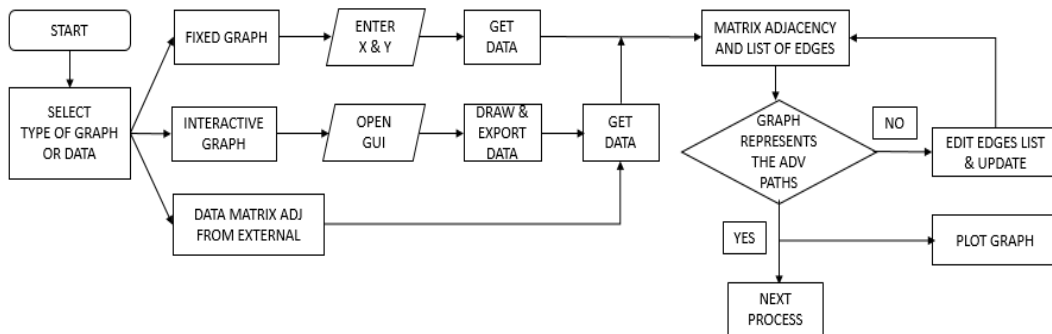 START
SELECT
TYPE OF GRAPH
OR DATA
FIXED GRAPH
ENTER
X & Y
GET
DATA
INTERACTIVE
GRAPH
OPEN
GUI
DRAW &
EXPORT
DATA
GET
DATA
DATA MATRIX ADJ
FROM EXTERNAL
MATRIX ADJACENCY
AND LIST OF EDGES
GRAPH
REPRESENTS
THE ADV
PATHS
NO
EDIT EDGES LIST
& UPDATE
YES
PLOT GRAPH
NEXT
PROCESS